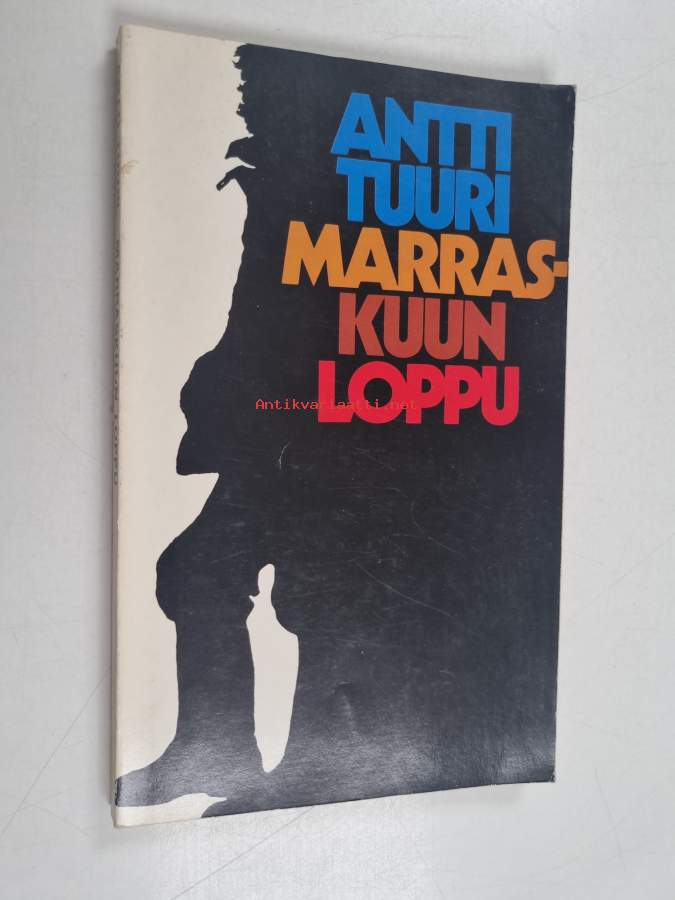 ANTTI
TUURI
MARRAS-
KUUN
LOPPU
Antikvariaatti.net